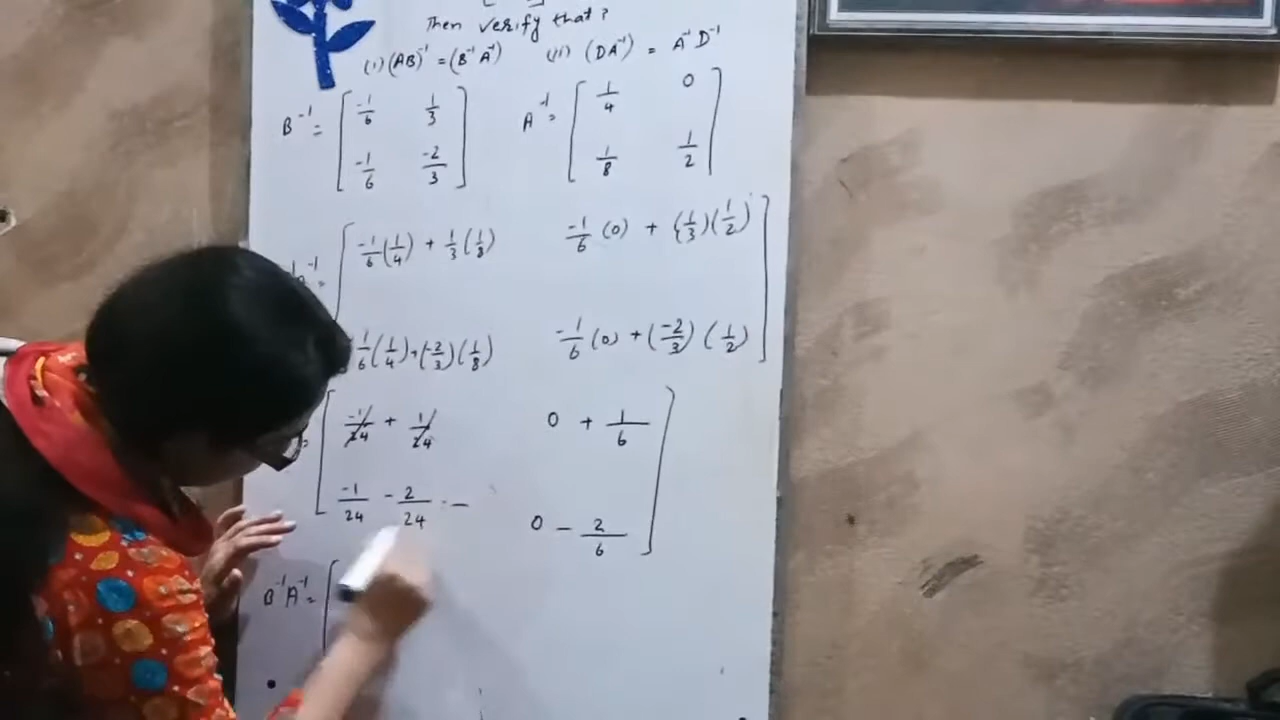 Then verify that?
(i) (AB)⁻¹ = (B⁻¹ A⁻¹) (ii) (DA⁻¹) = A⁻¹ D⁻¹
B⁻¹ = [ -1/6 1/3 A⁻¹ = [ 1/4 0
-1/6 -2/3 ] 1/8 1/2 ]
A⁻¹ = [ -1/6 (1/4) + 1/3 (1/8) -1/6 (0) + (1/3)(1/2)
1/6 (1/4) + (-2/3)(1/8) -1/6 (0) + (-2/3) (1/2) ]
= [ -1/24 + 1/24 0 + 1/6
-1/24 - 2/24 - 0 - 2/6 ]
B⁻¹A⁻¹ = [